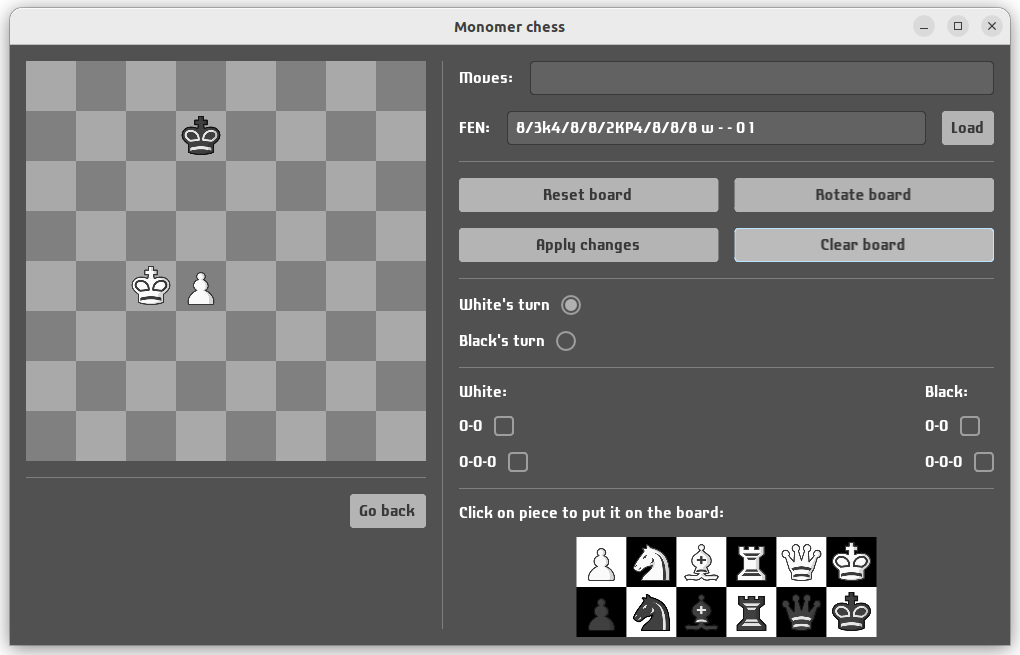 Monomer chess
Moves:
FEN: 8/3k4/8/8/2KP4/8/8/8 w - - 0 1 Load
Reset board Rotate board
Apply changes Clear board
White's turn
Black's turn
White: Black:
0-0 0-0
0-0-0 0-0-0
Go back
Click on piece to put it on the board: